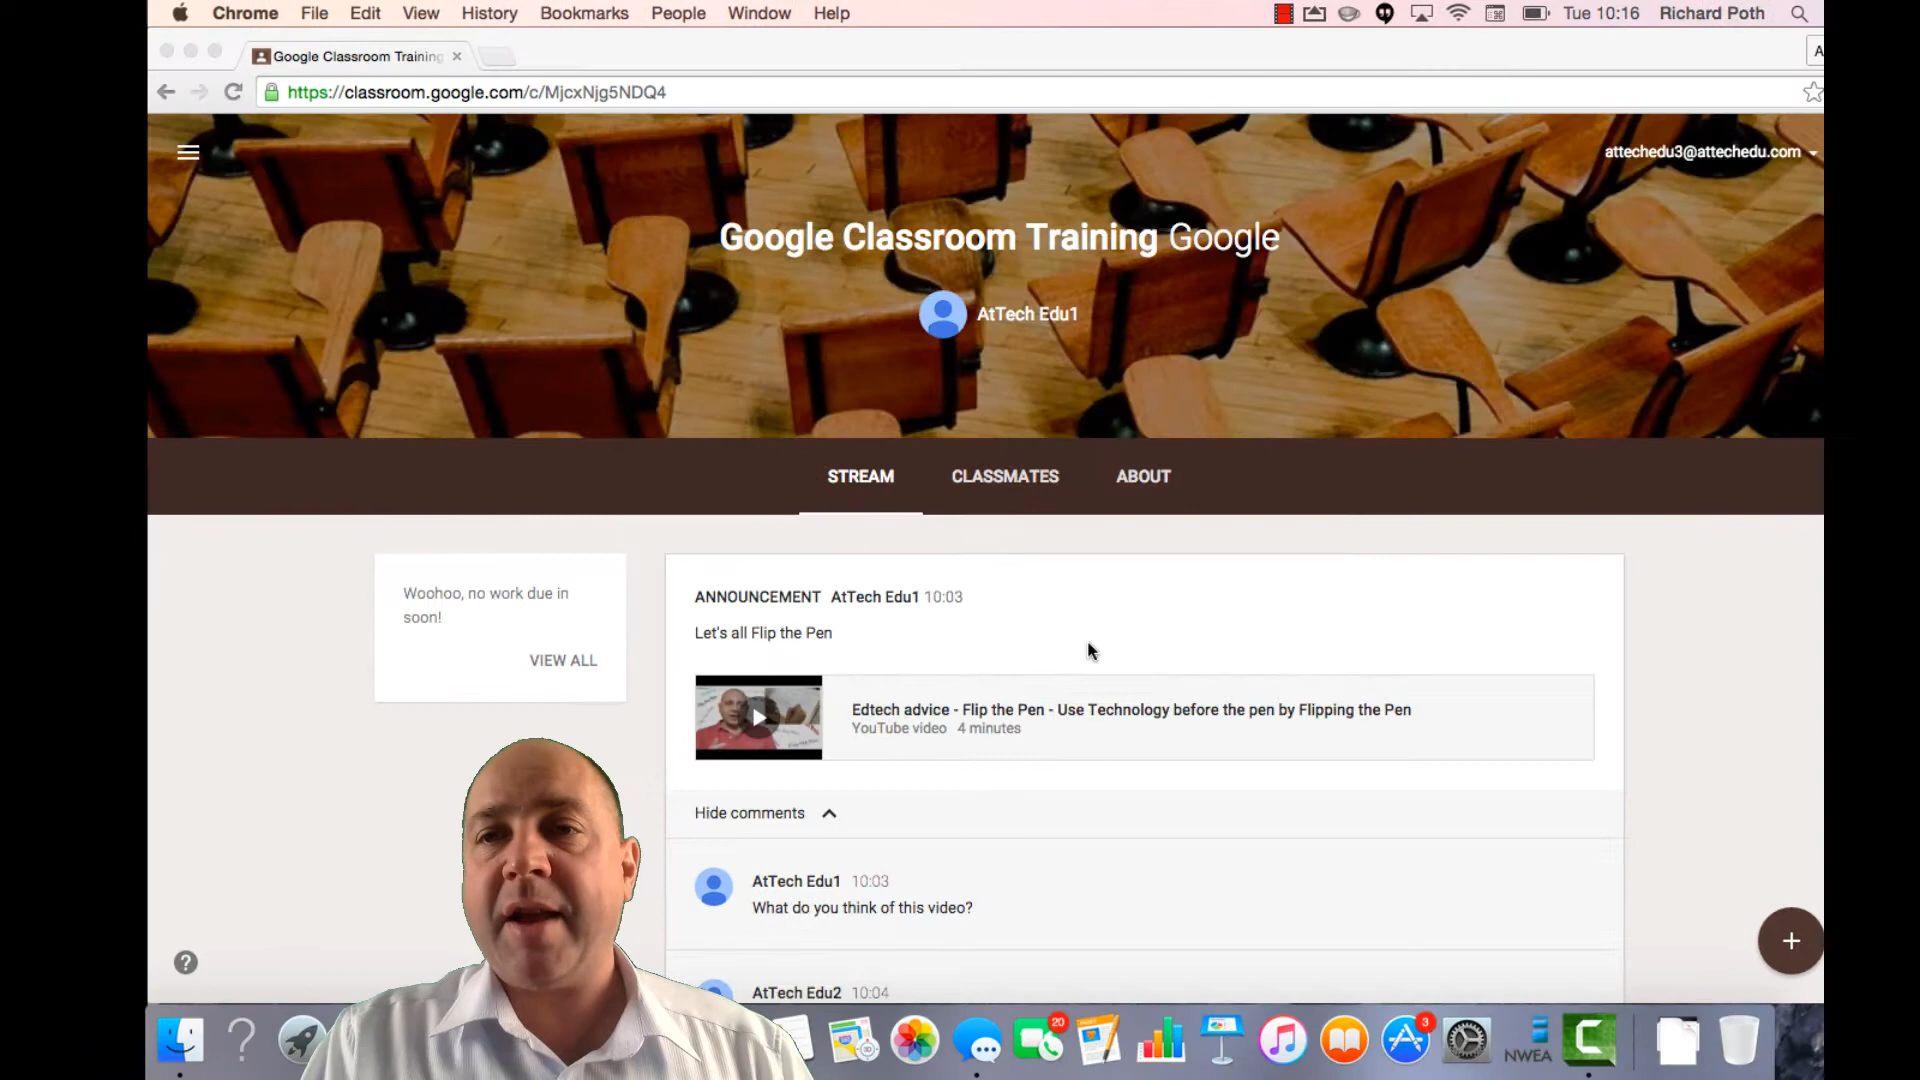 Chrome File Edit View History Bookmarks People Window Help Tue 10:16 Richard Poth
Google Classroom Training
https://classroom.google.com/c/MjcxNjg5NDQ4
attechedu3@attechedu.com
Google Classroom Training Google
AtTech Edu1
STREAM CLASSMATES ABOUT
Woohoo, no work due in
soon!
VIEW ALL
ANNOUNCEMENT AtTech Edu1 10:03
Let's all Flip the Pen
Edtech advice - Flip the Pen - Use Technology before the pen by Flipping the Pen
YouTube video 4 minutes
Hide comments
AtTech Edu1 10:03
What do you think of this video?
AtTech Edu2 10:04
20
3
NWEA